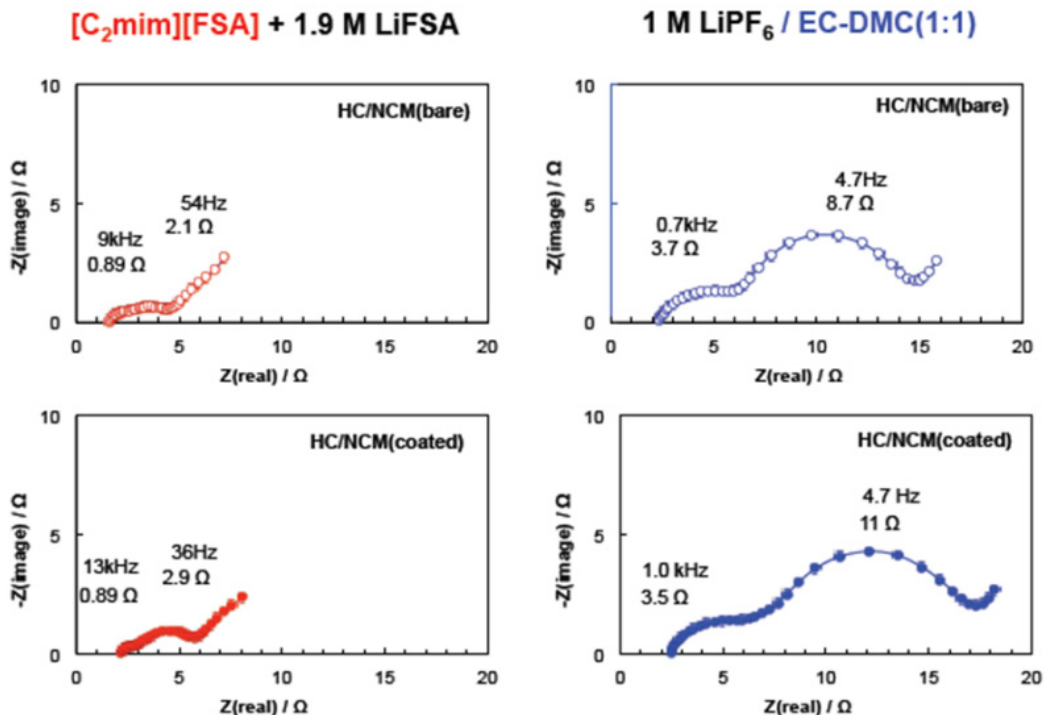 [C₂mim][FSA] + 1.9 M LiFSA
1 M LiPF₆ / EC-DMC(1:1)
10
HC/NCM(bare)
-Z(image) / Ω
5
54Hz
2.1 Ω
9kHz
0.89 Ω
0
0 5 10 15 20
Z(real) / Ω
10
HC/NCM(bare)
-Z(image) / Ω
5
4.7Hz
8.7 Ω
0.7kHz
3.7 Ω
0
0 5 10 15 20
Z(real) / Ω
10
HC/NCM(coated)
-Z(image) / Ω
5
36Hz
2.9 Ω
13kHz
0.89 Ω
0
0 5 10 15 20
Z(real) / Ω
10
HC/NCM(coated)
-Z(image) / Ω
5
4.7 Hz
11 Ω
1.0 kHz
3.5 Ω
0
0 5 10 15 20
Z(real) / Ω